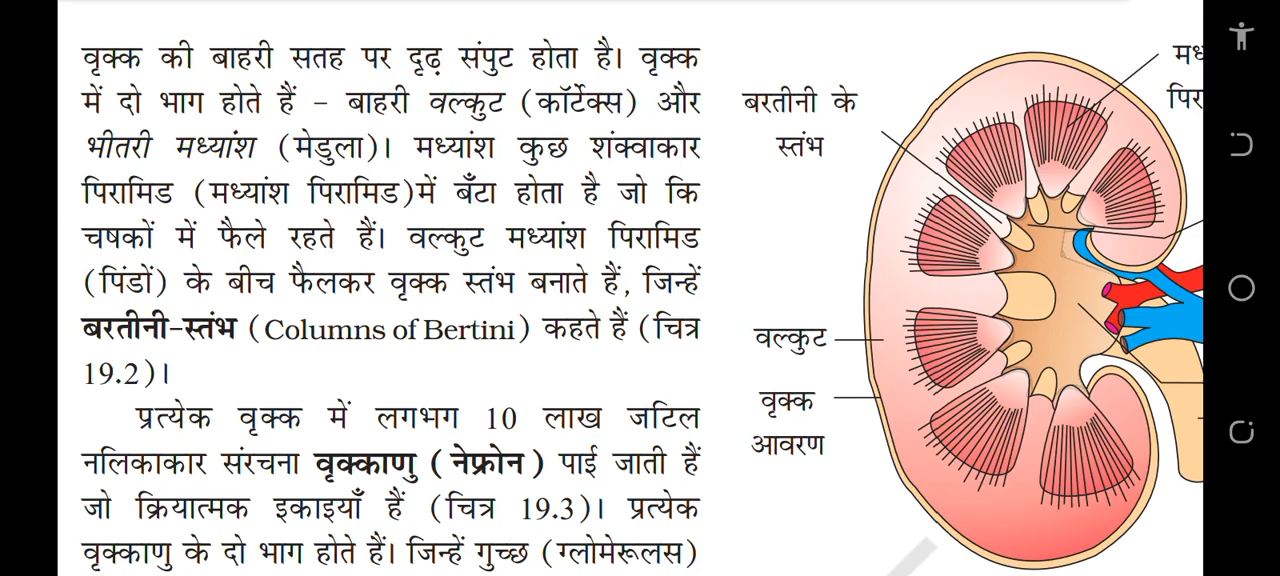 वृक्क की बाहरी सतह पर दृढ़ संपुट होता है। वृक्क
में दो भाग होते हैं – बाहरी वल्कुट (कॉर्टेक्स) और
भीतरी मध्यांश (मेडुला)। मध्यांश कुछ शंक्वाकार
पिरामिड (मध्यांश पिरामिड)में बँटा होता है जो कि
चषकों में फैले रहते हैं। वल्कुट मध्यांश पिरामिड
(पिंडों) के बीच फैलकर वृक्क स्तंभ बनाते हैं, जिन्हें
बरतीनी-स्तंभ (Columns of Bertini) कहते हैं (चित्र
19.2)।
प्रत्येक वृक्क में लगभग 10 लाख जटिल
नलिकाकार संरचना वृक्काणु (नेफ्रोन) पाई जाती हैं
जो क्रियात्मक इकाइयाँ हैं (चित्र 19.3)। प्रत्येक
वृक्काणु के दो भाग होते हैं। जिन्हें गुच्छ (ग्लोमेरूलस)
बरतीनी के
स्तंभ
वल्कुट
वृक्क
आवरण